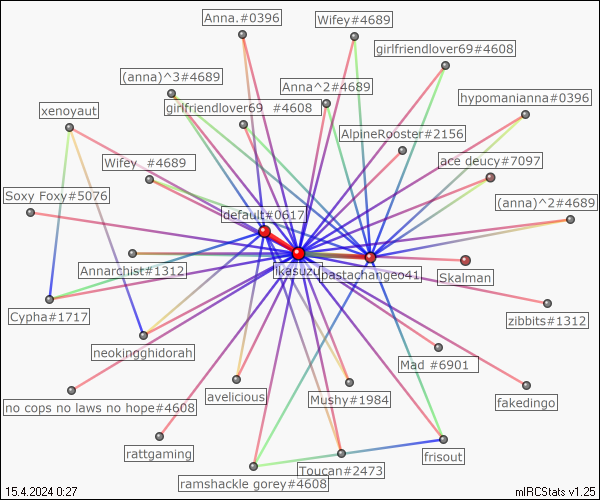 Anna.#0396
Wifey#4689
girlfriendlover69#4608
(anna)^3#4689
Anna^2#4689
hypomanianna#0396
xenoyaut
girlfriendlover69 #4608
AlpineRooster#2156
Wifey #4689
ace deucy#7097
Soxy Foxy#5026
(anna)^2#4689
default#0617
Annarchist#1312
ikasuzu
pastachangeo41
Skalman
Cypha#1717
zibbits#1312
neokingghidorah
Mad #6901
no cops no laws no hope#4608
avelicious
Mushy#1984
fakedingo
rattgaming
Toucan#2473
frisout
ramshackle gorey#4608
15.4.2024 0:27
mIRCStats v1.25